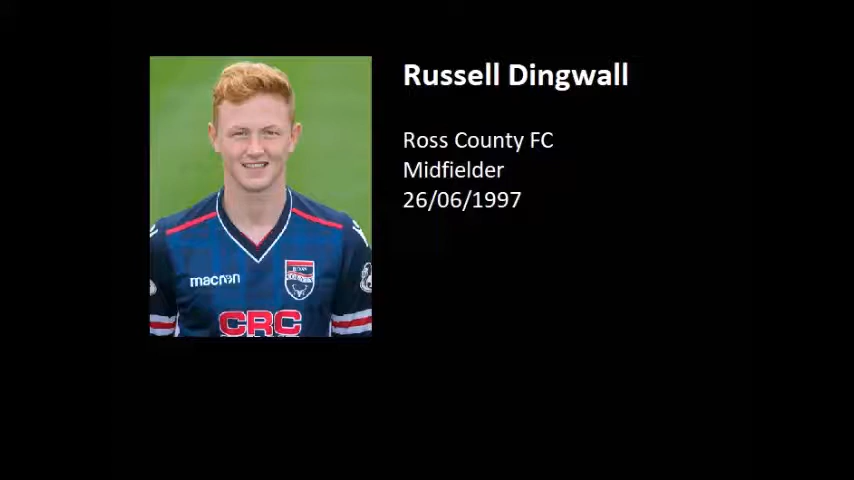 Russell Dingwall
Ross County FC
Midfielder
26/06/1997
macron
CRC